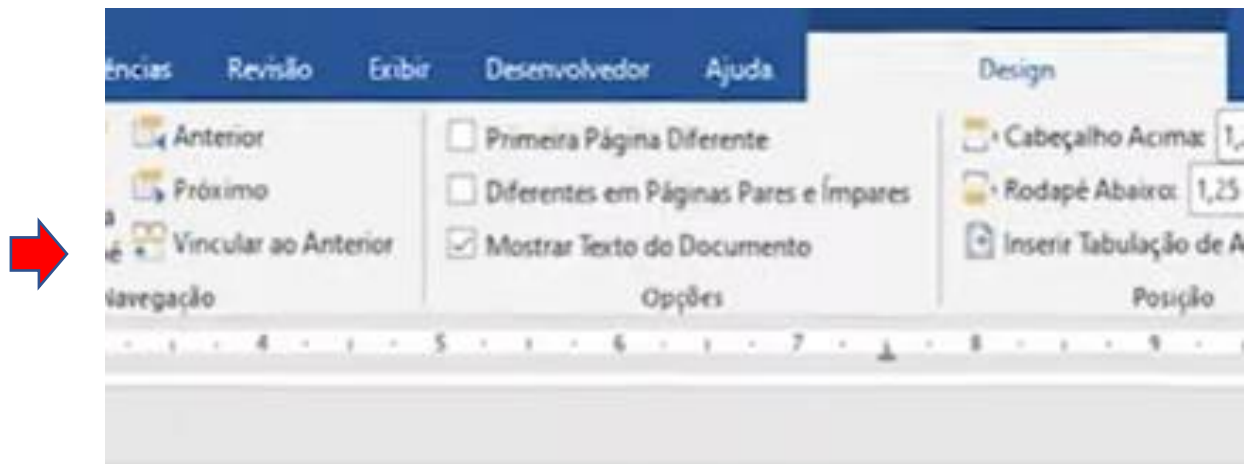 ências Revisão Exibir Desenvolvedor Ajuda Design
Anterior Primeira Página Diferente Cabeçalho Acima: 1,
Próximo Diferentes em Páginas Pares e Ímpares Rodapé Abaixo: 1,25
a
é Vincular ao Anterior Mostrar Texto do Documento Inserir Tabulação de A
Navegação Opções Posição
4 5 6 7 8 9